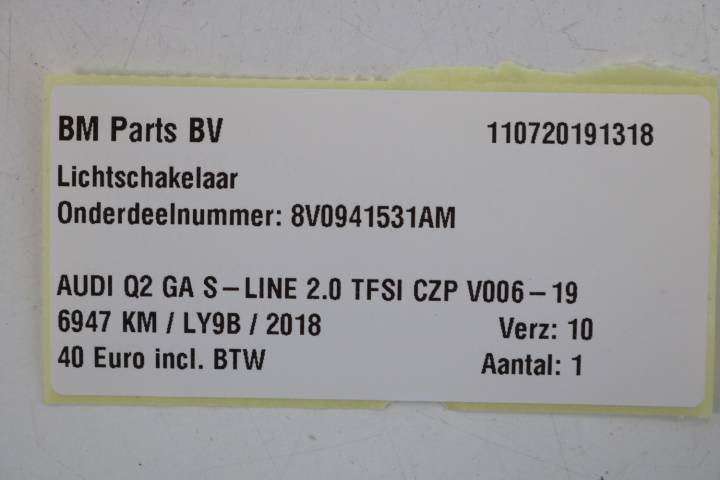 BM Parts BV 110720191318
Lichtschakelaar
Onderdeelnummer: 8V0941531AM
AUDI Q2 GA S-LINE 2.0 TFSI CZP V006-19
6947 KM / LY9B / 2018 Verz: 10
40 Euro incl. BTW Aantal: 1